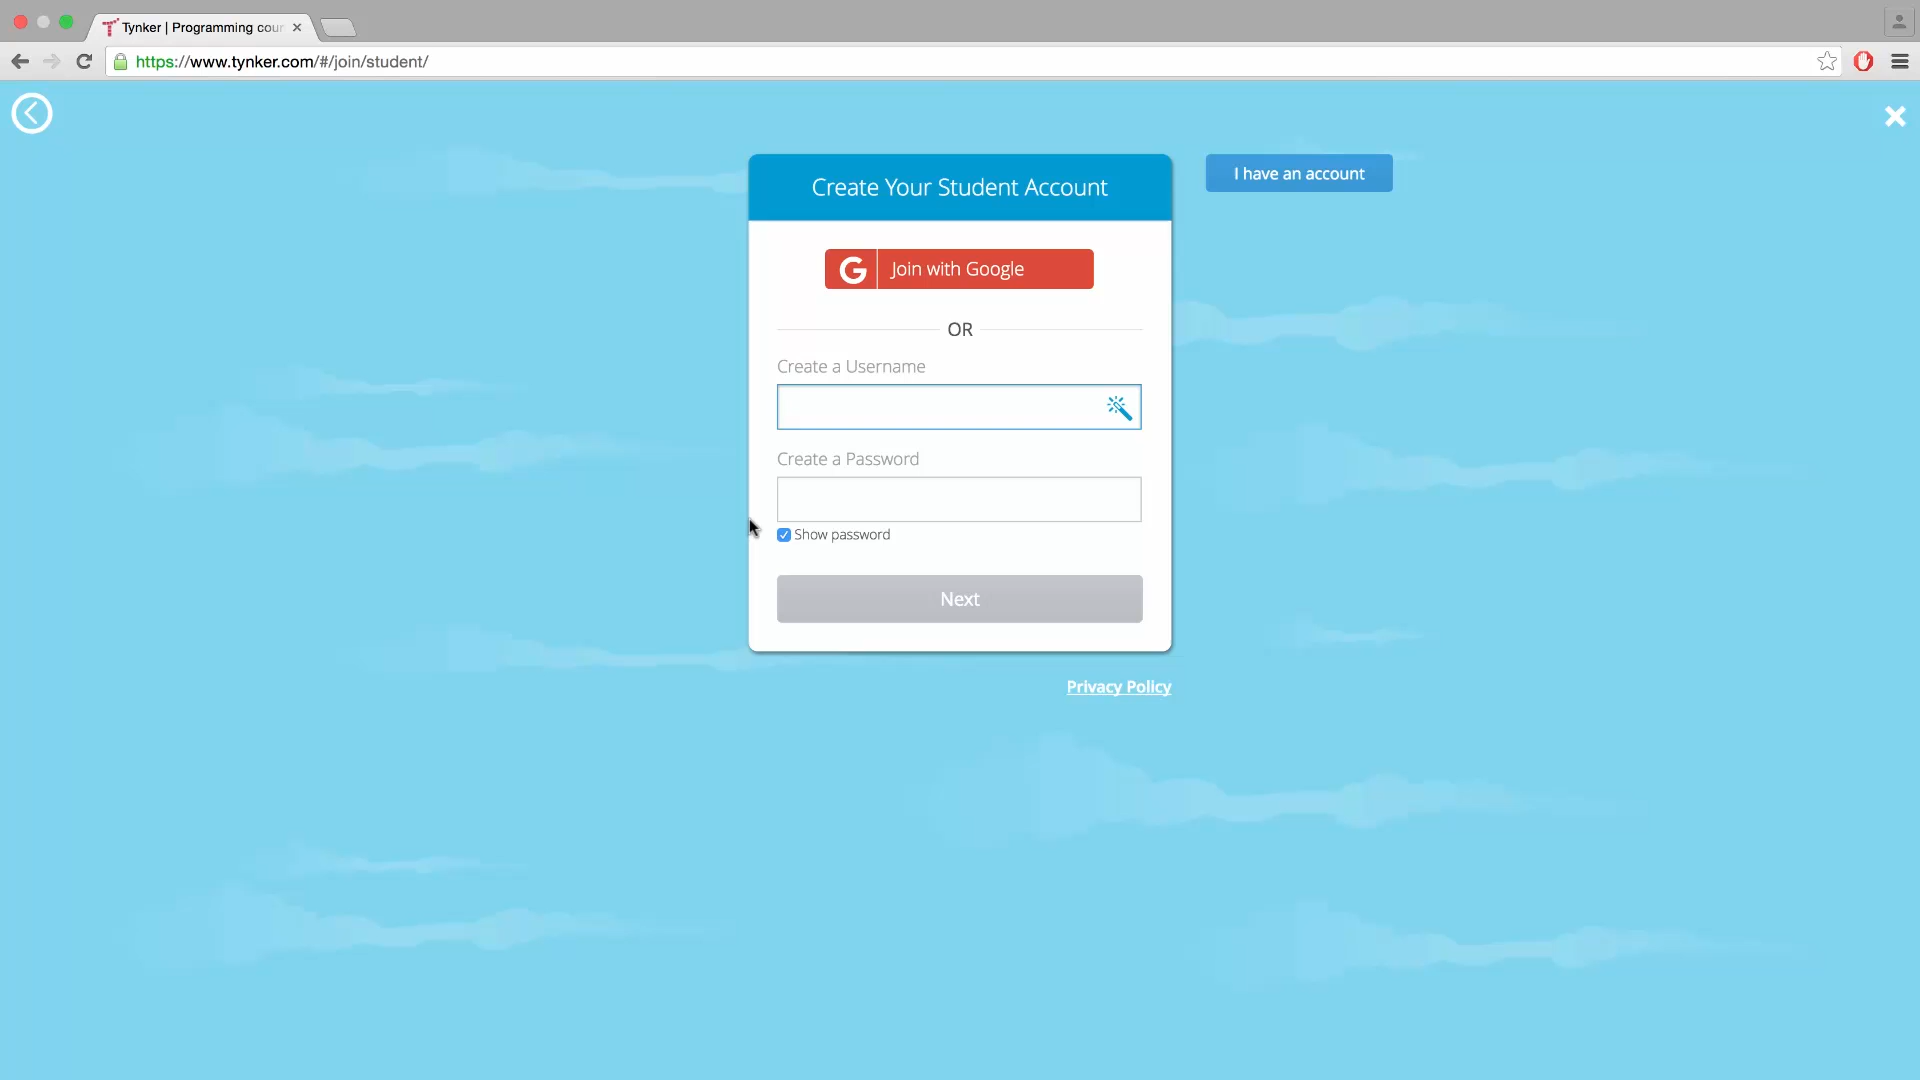 Tynker | Programming cour
https://www.tynker.com/#/join/student/
Create Your Student Account
I have an account
G
Join with Google
OR
Create a Username
Create a Password
Show password
Next
Privacy Policy